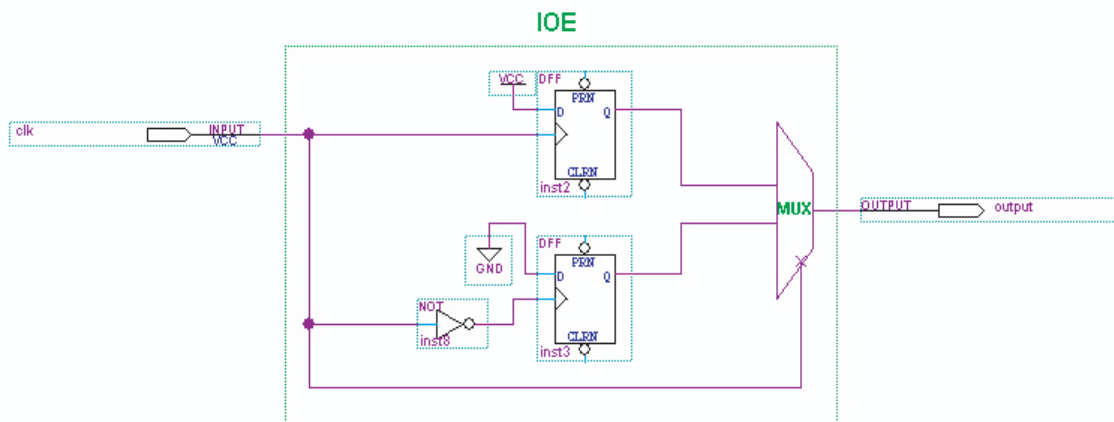 IOE
VCC
DFF
PRN
D
Q
CLRN
inst2
clk
INPUT
VCC
MUX
OUTPUT
output
DFF
PRN
D
Q
CLRN
inst3
GND
NOT
inst8